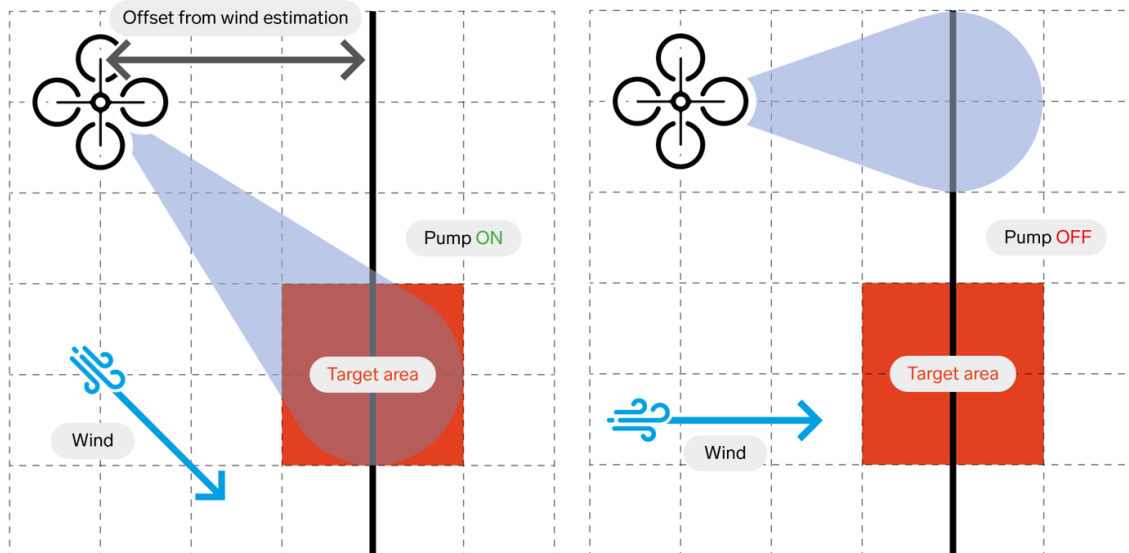 Offset from wind estimation
Pump ON
Target area
Wind
Pump OFF
Target area
Wind